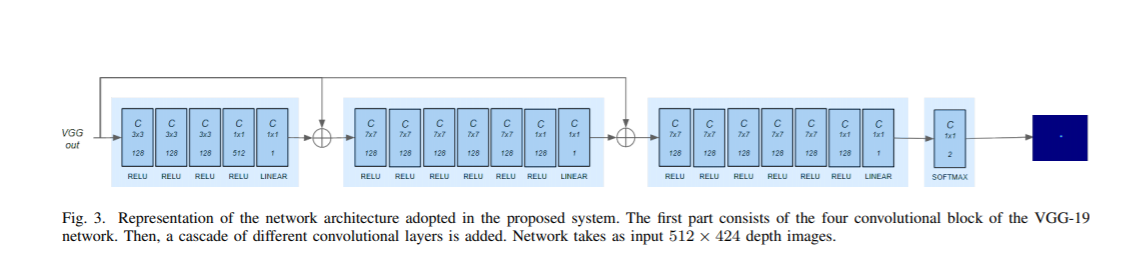 VGG
out
C C C C C
3x3 3x3 3x3 1x1 1x1
128 128 128 512 1
RELU RELU RELU RELU LINEAR
C C C C C C C
7x7 7x7 7x7 7x7 7x7 1x1 1x1
128 128 128 128 128 128 1
RELU RELU RELU RELU RELU RELU LINEAR
C C C C C C C
7x7 7x7 7x7 7x7 7x7 1x1 1x1
128 128 128 128 128 128 1
RELU RELU RELU RELU RELU RELU LINEAR
C
1x1
2
SOFTMAX
Fig. 3. Representation of the network architecture adopted in the proposed system. The first part consists of the four convolutional block of the VGG-19
network. Then, a cascade of different convolutional layers is added. Network takes as input 512 × 424 depth images.